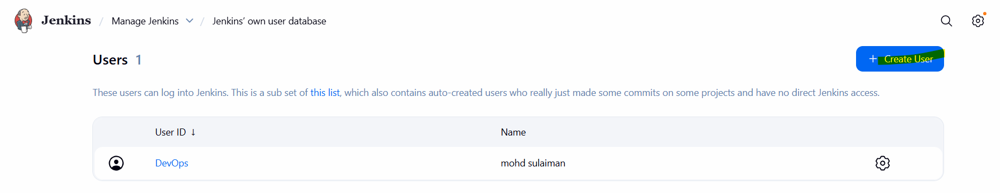 Jenkins / Manage Jenkins / Jenkins’ own user database
Users 1
+ Create User
These users can log into Jenkins. This is a sub set of this list, which also contains auto-created users who really just made some commits on some projects and have no direct Jenkins access.
User ID ↓ Name
DevOps mohd sulaiman